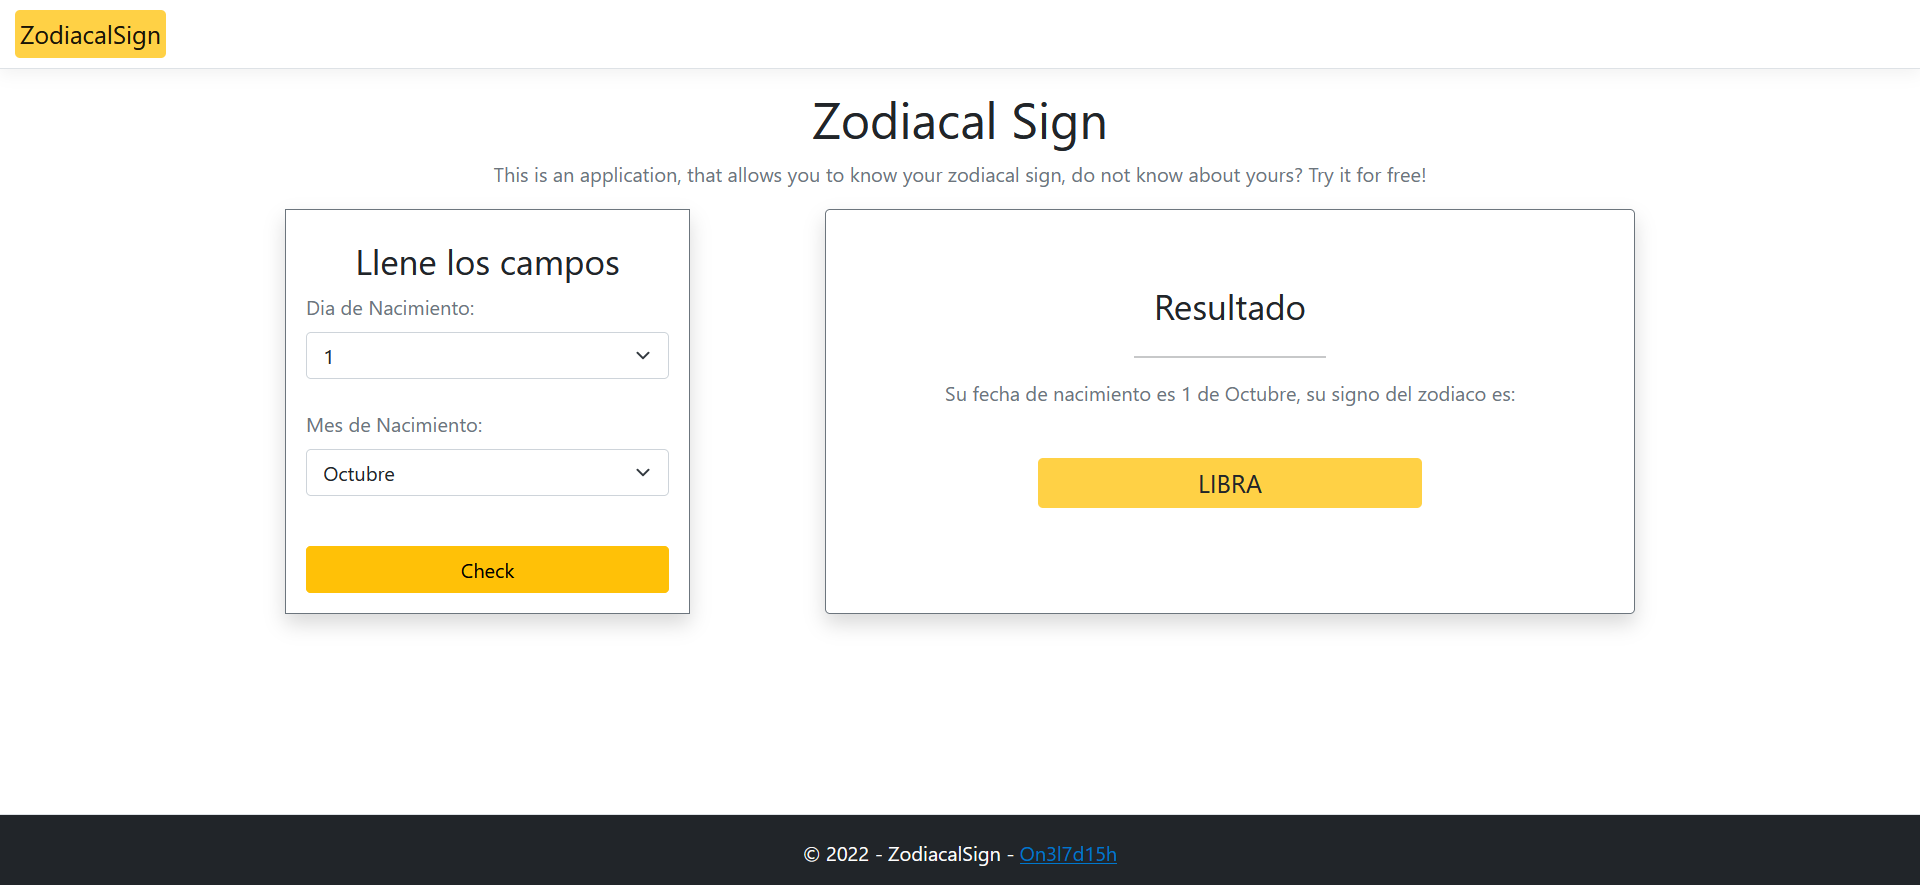 ZodiacalSign
Zodiacal Sign
This is an application, that allows you to know your zodiacal sign, do not know about yours? Try it for free!
Llene los campos
Dia de Nacimiento:
1
Mes de Nacimiento:
Octubre
Check
Resultado
Su fecha de nacimiento es 1 de Octubre, su signo del zodiaco es:
LIBRA
© 2022 - ZodiacalSign - On3l7d15h